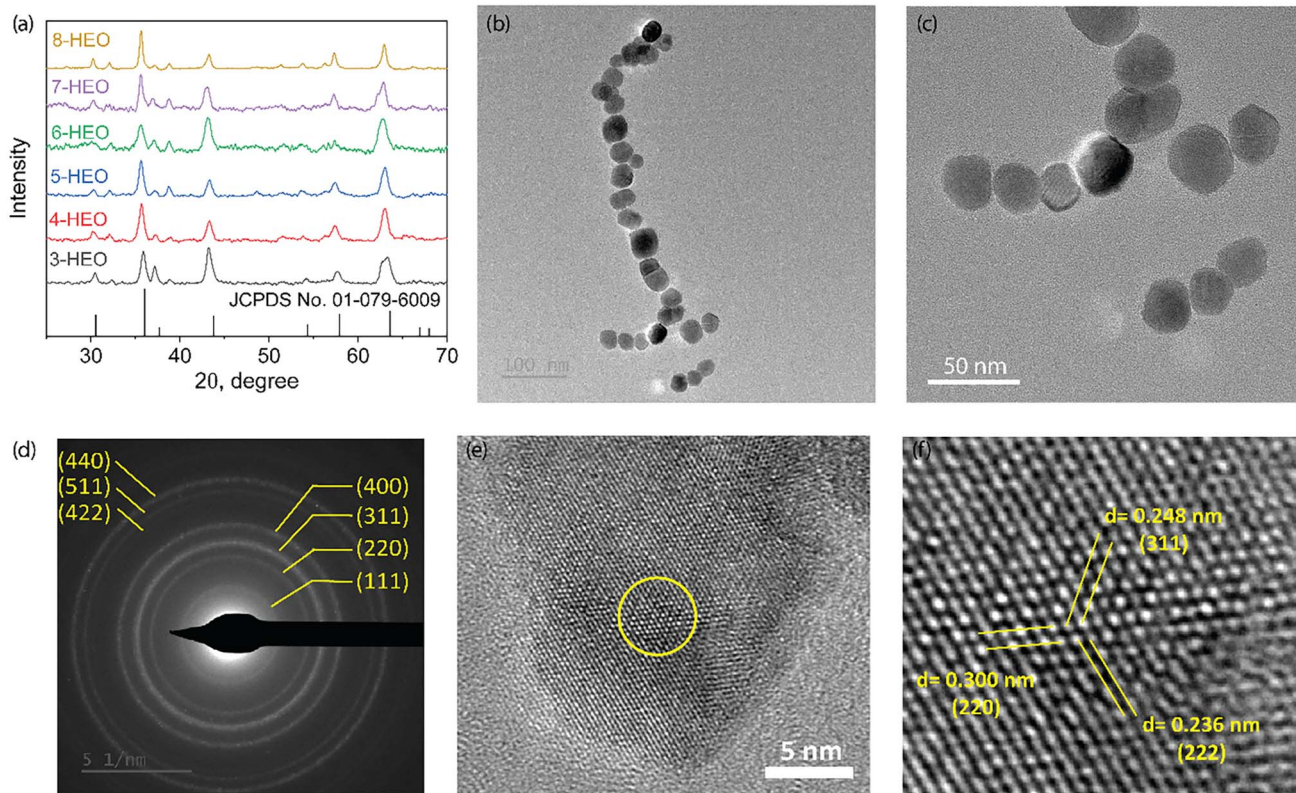 (a)
8-HEO
7-HEO
6-HEO
5-HEO
4-HEO
3-HEO
JCPDS No. 01-079-6009
Intensity
30 40 50 60 70
2θ, degree
(b)
100 nm
(c)
50 nm
(d)
(440)
(511)
(422)
(400)
(311)
(220)
(111)
5 1/nm
(e)
5 nm
(f)
d= 0.248 nm
(311)
d= 0.300 nm
(220)
d= 0.236 nm
(222)